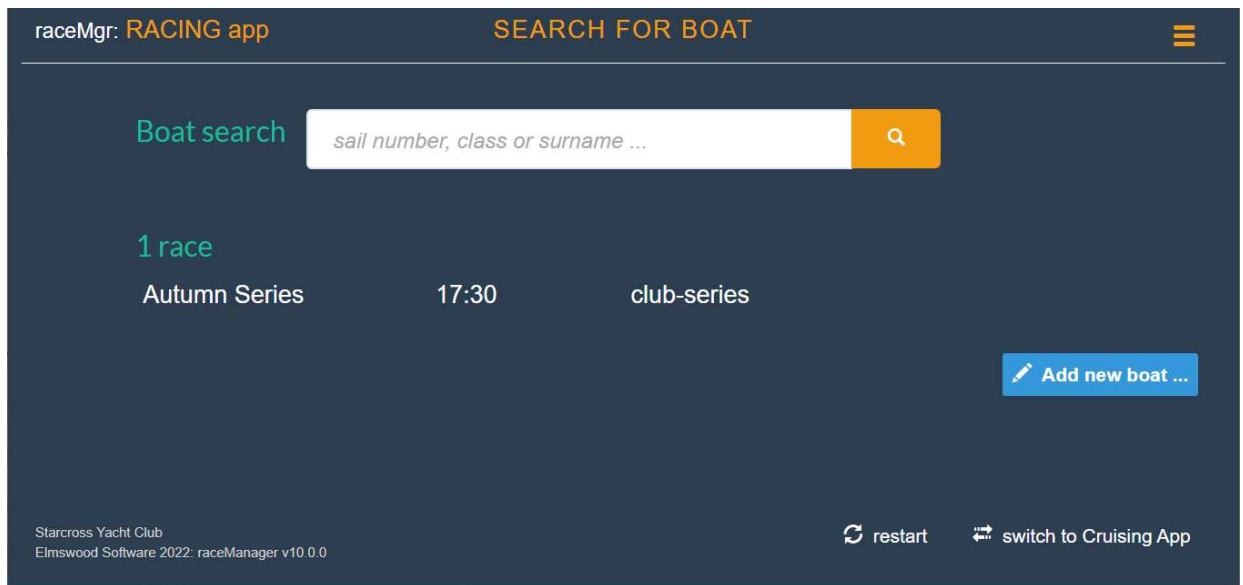 raceMgr: RACING app SEARCH FOR BOAT
Boat search sail number, class or surname ...
1 race
Autumn Series 17:30 club-series
Add new boat ...
Starcross Yacht Club
Elmswood Software 2022: raceManager v10.0.0
restart switch to Cruising App